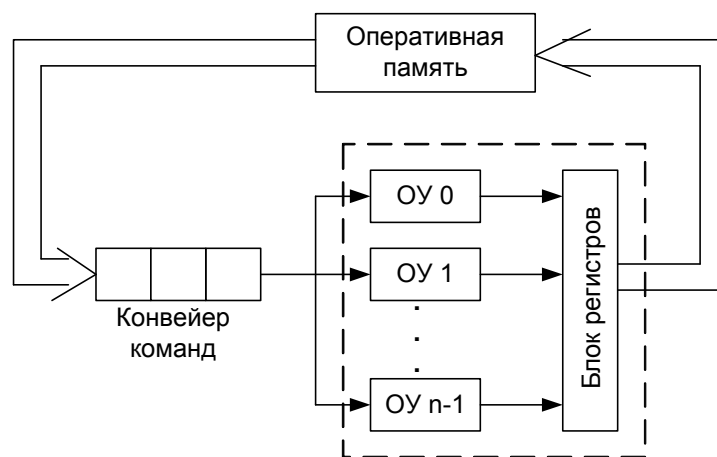 Оперативная
память
ОУ 0
ОУ 1
Конвейер
команд
ОУ n-1
Блок регистров